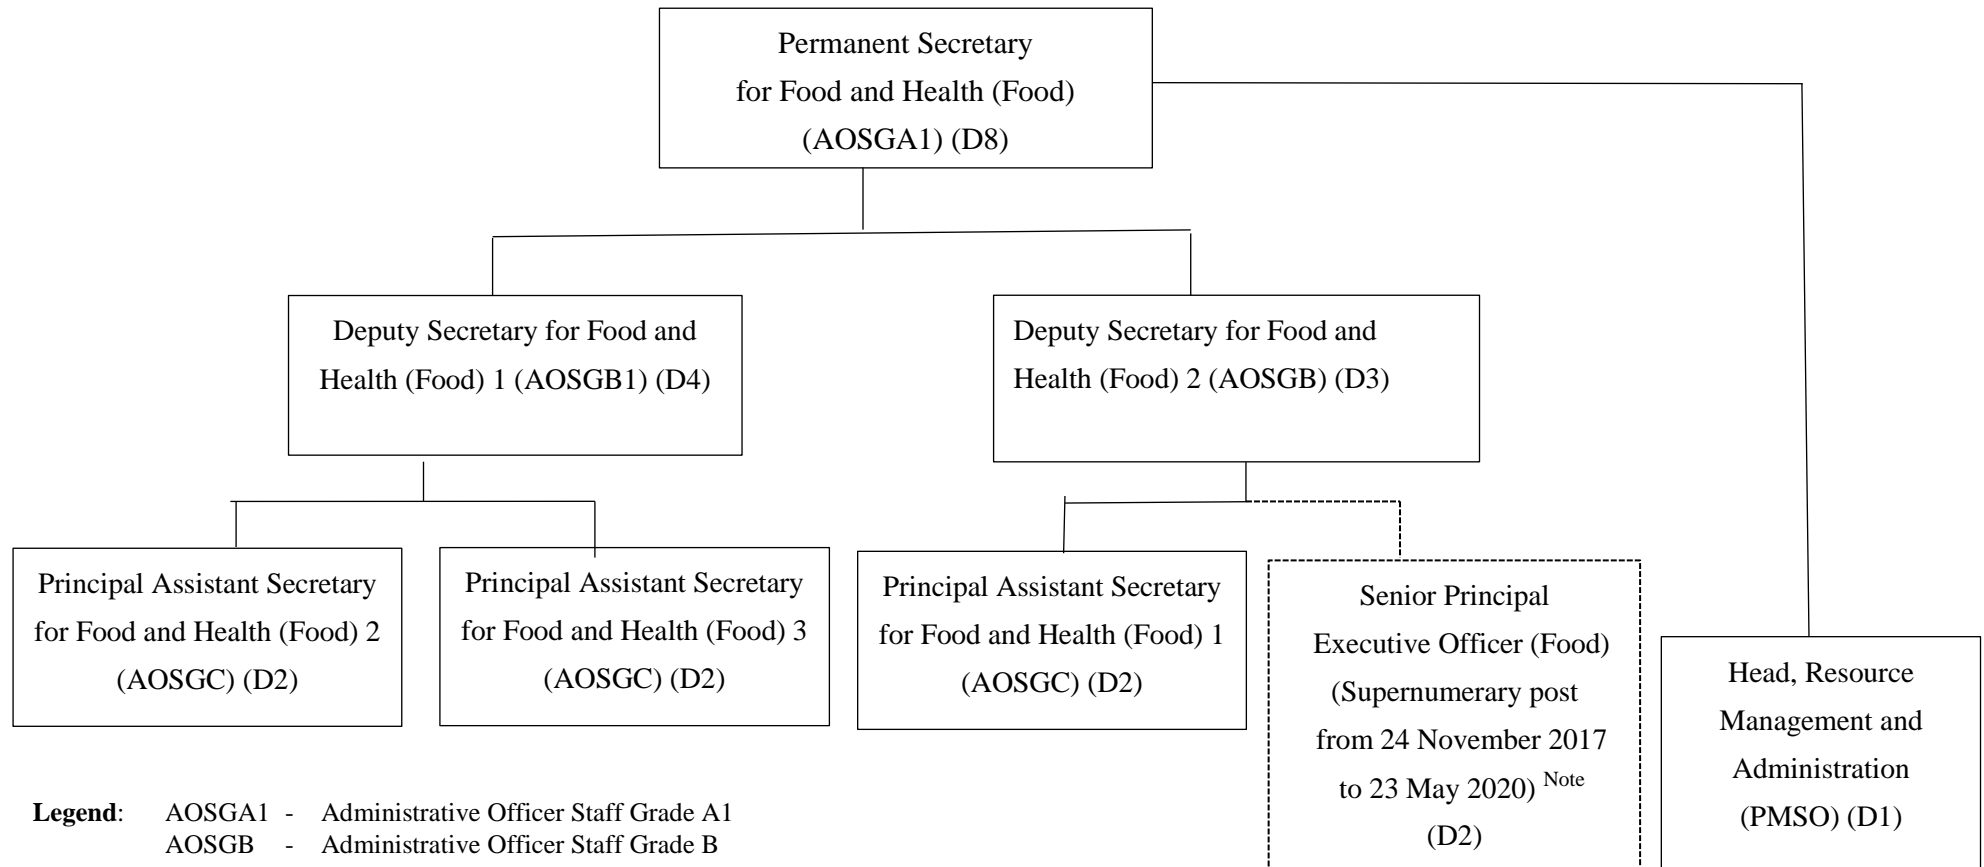 Permanent Secretary
for Food and Health (Food)
(AOSGA1) (D8)
Deputy Secretary for Food and
Health (Food) 1 (AOSGB1) (D4)
Deputy Secretary for Food and
Health (Food) 2 (AOSGB) (D3)
Principal Assistant Secretary
for Food and Health (Food) 2
(AOSGC) (D2)
Principal Assistant Secretary
for Food and Health (Food) 3
(AOSGC) (D2)
Principal Assistant Secretary
for Food and Health (Food) 1
(AOSGC) (D2)
Senior Principal
Executive Officer (Food)
(Supernumerary post
from 24 November 2017
to 23 May 2020) Note
(D2)
Head, Resource
Management and
Administration
(PMSO) (D1)
Legend: AOSGA1 - Administrative Officer Staff Grade A1
AOSGB - Administrative Officer Staff Grade B